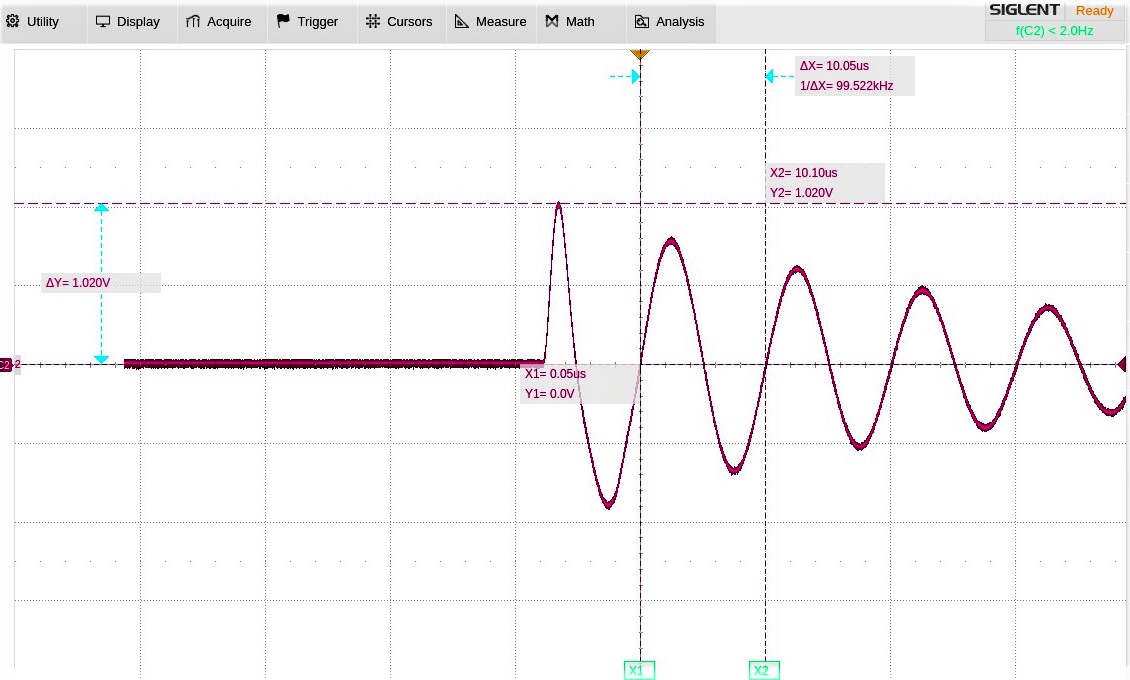 Utility Display Acquire Trigger Cursors Measure Math Analysis
SIGLENT Ready
f(C2) < 2.0Hz
ΔX= 10.05us
1/ΔX= 99.522kHz
X2= 10.10us
Y2= 1.020V
ΔY= 1.020V
C2 2
X1= 0.05us
Y1= 0.0V
X1 X2